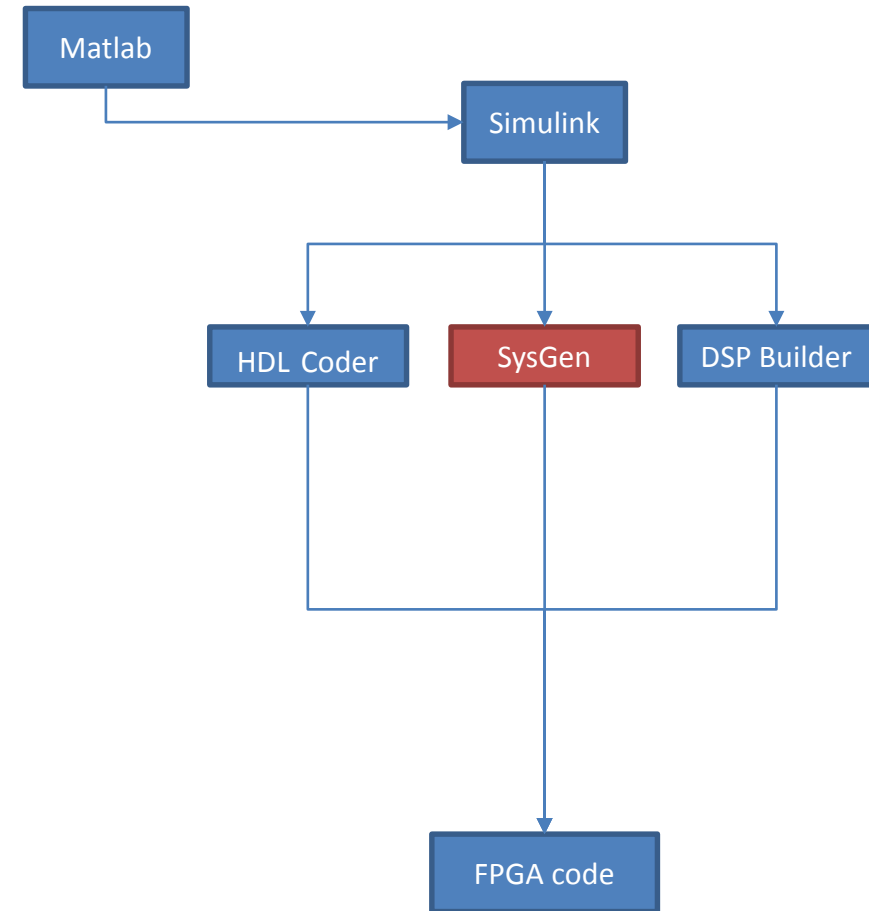 Matlab
Simulink
HDL Coder
SysGen
DSP Builder
FPGA code